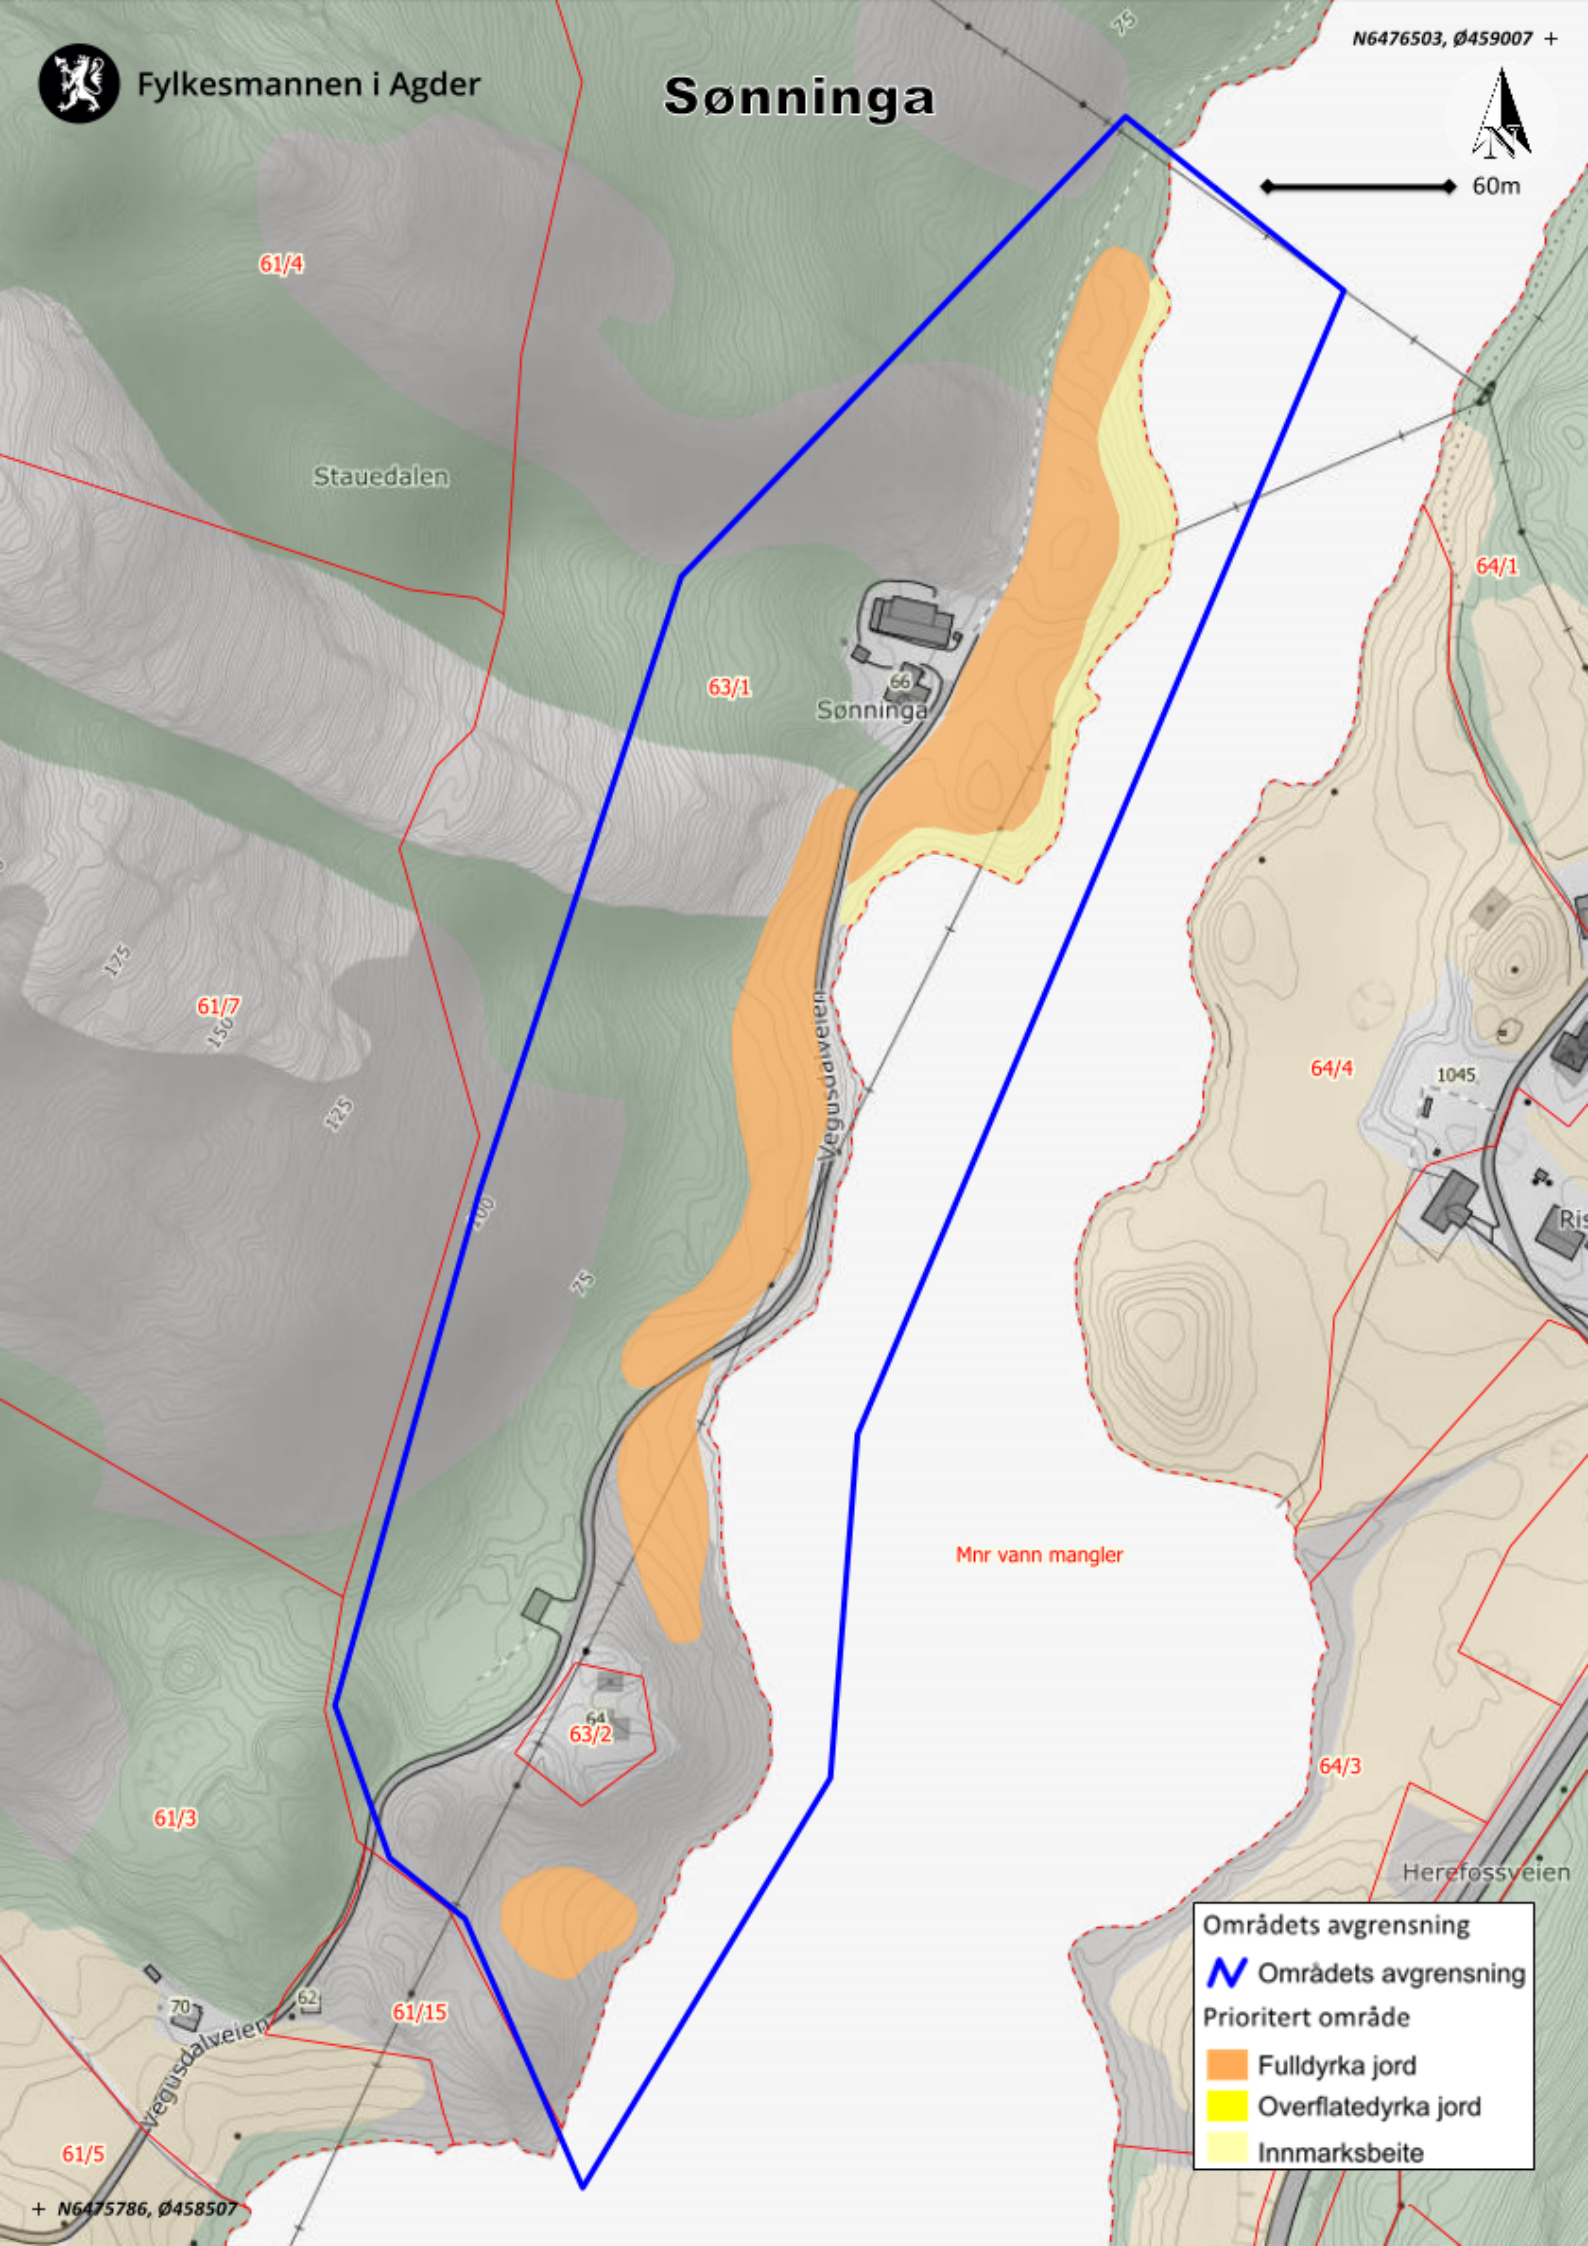 N6476503, Ø459007
Fylkesmannen i Agder
Sønninga
75
60m
61/4
Stauedalen
64/1
63/1
66
Sønninga
175
61/7
150
Vegusdalveien
64/4
1045
125
100
Ris
75
Mnr vann mangler
64
63/2
64/3
61/3
Herefossveien
Områdets avgrensning
Områdets avgrensning
Prioritert område
Fulldyrka jord
Overflatedyrka jord
Innmarksbeite
62
70
61/15
Vegusdalveien
61/5
N6475786, Ø458507